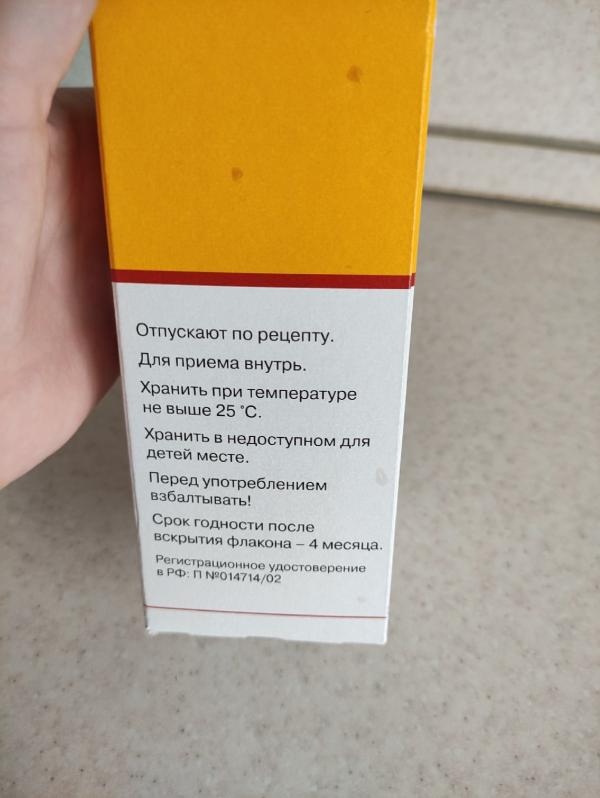 Отпускают по рецепту.
Для приема внутрь.
Хранить при температуре
не выше 25 °C.
Хранить в недоступном для
детей месте.
Перед употреблением
взбалтывать!
Срок годности после
вскрытия флакона – 4 месяца.
Регистрационное удостоверение
в РФ: П №014714/02